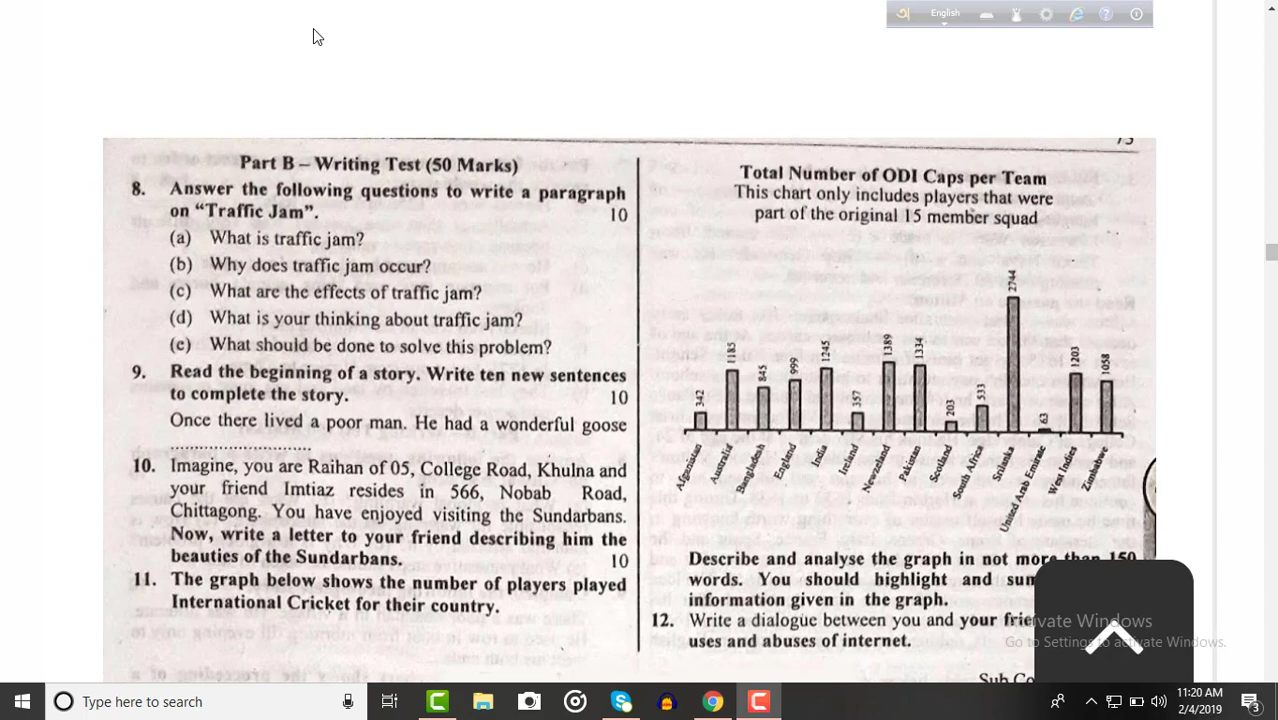 English
Part B – Writing Test (50 Marks)
8. Answer the following questions to write a paragraph
on “Traffic Jam”. 10
(a) What is traffic jam?
(b) Why does traffic jam occur?
(c) What are the effects of traffic jam?
(d) What is your thinking about traffic jam?
(e) What should be done to solve this problem?
9. Read the beginning of a story. Write ten new sentences
to complete the story. 10
Once there lived a poor man. He had a wonderful goose
........................
10. Imagine, you are Raihan of 05, College Road, Khulna and
your friend Imtiaz resides in 566, Nobab Road,
Chittagong. You have enjoyed visiting the Sundarbans.
Now, write a letter to your friend describing him the
beauties of the Sundarbans. 10
11. The graph below shows the number of players played
International Cricket for their country.
Total Number of ODI Caps per Team
This chart only includes players that were
part of the original 15 member squad
342
1185
845
999
1245
357
1389
1334
203
533
2744
63
1203
1058
Afganistan
Australia
Bangladesh
England
India
Ireland
Newzeland
Pakistan
Scotland
South Africa
Srilanka
United Arab Emirate
West Indies
Zimbabwe
Describe and analyse the graph in not more than 150
words. You should highlight and
information given in the graph.
12. Write a dialogue between you and your
uses and abuses of internet.
Activate Windows
Go to Settings to activate Windows.
Type here to search
11:20 AM
2/4/2019
3